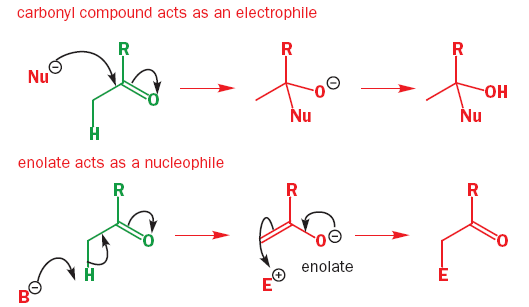 carbonyl compound acts as an electrophile
R R R
Nu⊖ O O⊖ OH
H Nu Nu
enolate acts as a nucleophile
R R R
O O⊖ O
B⊖ H E⊕ enolate E